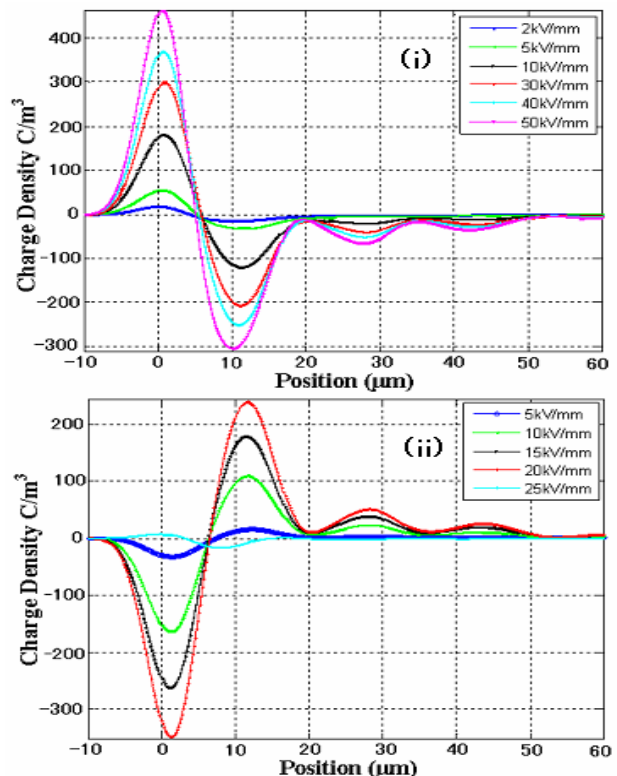 400
300
200
100
0
−100
−200
−300
Charge Density C/m³
(i)
2kV/mm
5kV/mm
10kV/mm
30kV/mm
40kV/mm
50kV/mm
−10 0 10 20 30 40 50 60
Position (µm)
200
100
0
−100
−200
−300
Charge Density C/m³
(ii)
5kV/mm
10kV/mm
15kV/mm
20kV/mm
25kV/mm
−10 0 10 20 30 40 50 60
Position (µm)